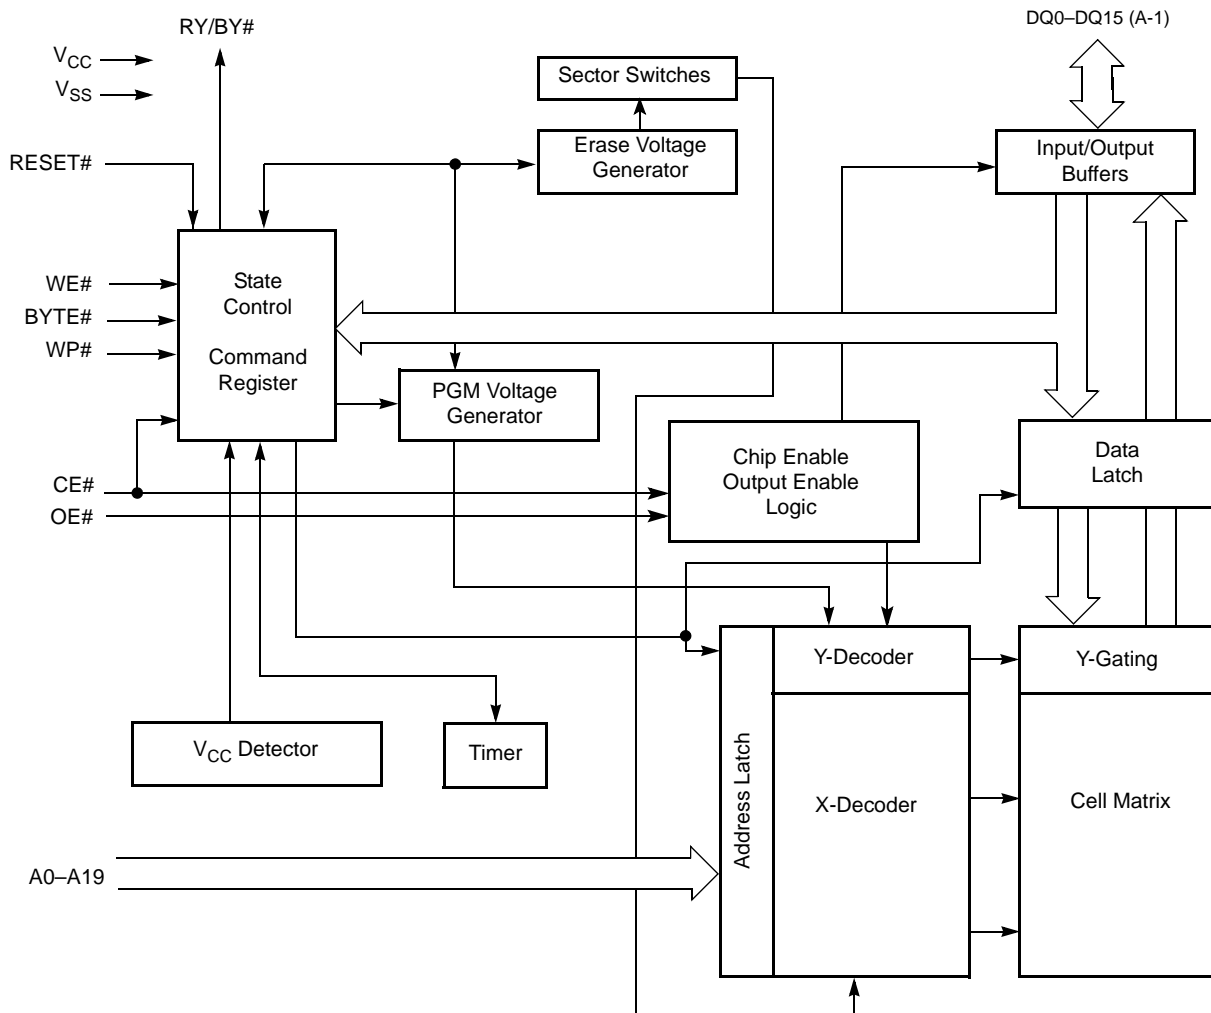 RY/BY#
DQ0–DQ15 (A-1)
VCC
VSS
Sector Switches
RESET#
Erase Voltage
Generator
Input/Output
Buffers
WE#
BYTE#
WP#
State
Control
Command
Register
PGM Voltage
Generator
CE#
OE#
Chip Enable
Output Enable
Logic
Data
Latch
Y-Decoder
Y-Gating
VCC Detector
Timer
Address Latch
X-Decoder
Cell Matrix
A0–A19